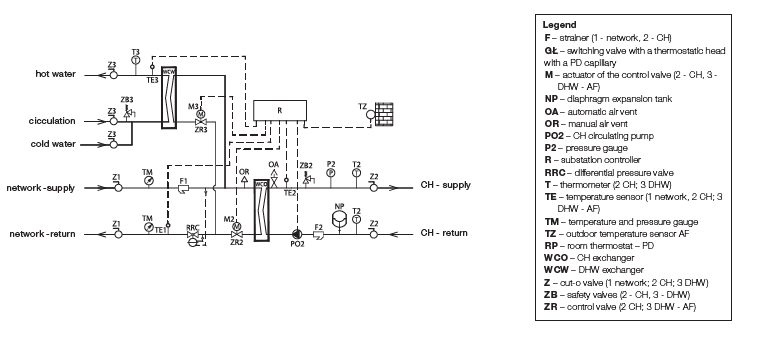 T3
Z3
hot water
TE3
WCW
ZB3
M3
M
TZ
R
Z3
cicculation
ZR3
Z3
cold water
TM
F1
OR
OA
ZB2
P2
P
T2
T
Z1
Z2
network -supply
CH - supply
WCO
TE2
NP
T2
T
TM
M2
M
Z1
TE1
RRC
F2
Z2
network -return
CH - return
ZR2
PO2
Legend
F – strainer (1 - network, 2 - CH)
GŁ – switching valve with a thermostatic head
with a PD capillary
M – actuator of the control valve (2 - CH, 3 -
DHW - AF)
NP – diaphragm expansion tank
OA – automatic air vent
OR – manual air vent
PO2 – CH circulating pump
P2 – pressure gauge
R – substation controller
RRC – differential pressure valve
T – thermometer (2 CH; 3 DHW)
TE – temperature sensor (1 network, 2 CH; 3
DHW - AF)
TM – temperature and pressure gauge
TZ – outdoor temperature sensor AF
RP – room thermostat – PD
WCO – CH exchanger
WCW – DHW exchanger
Z – cut-o valve (1 network; 2 CH; 3 DHW)
ZB – safety valves (2 - CH, 3 - DHW)
ZR – control valve (2 CH; 3 DHW - AF)